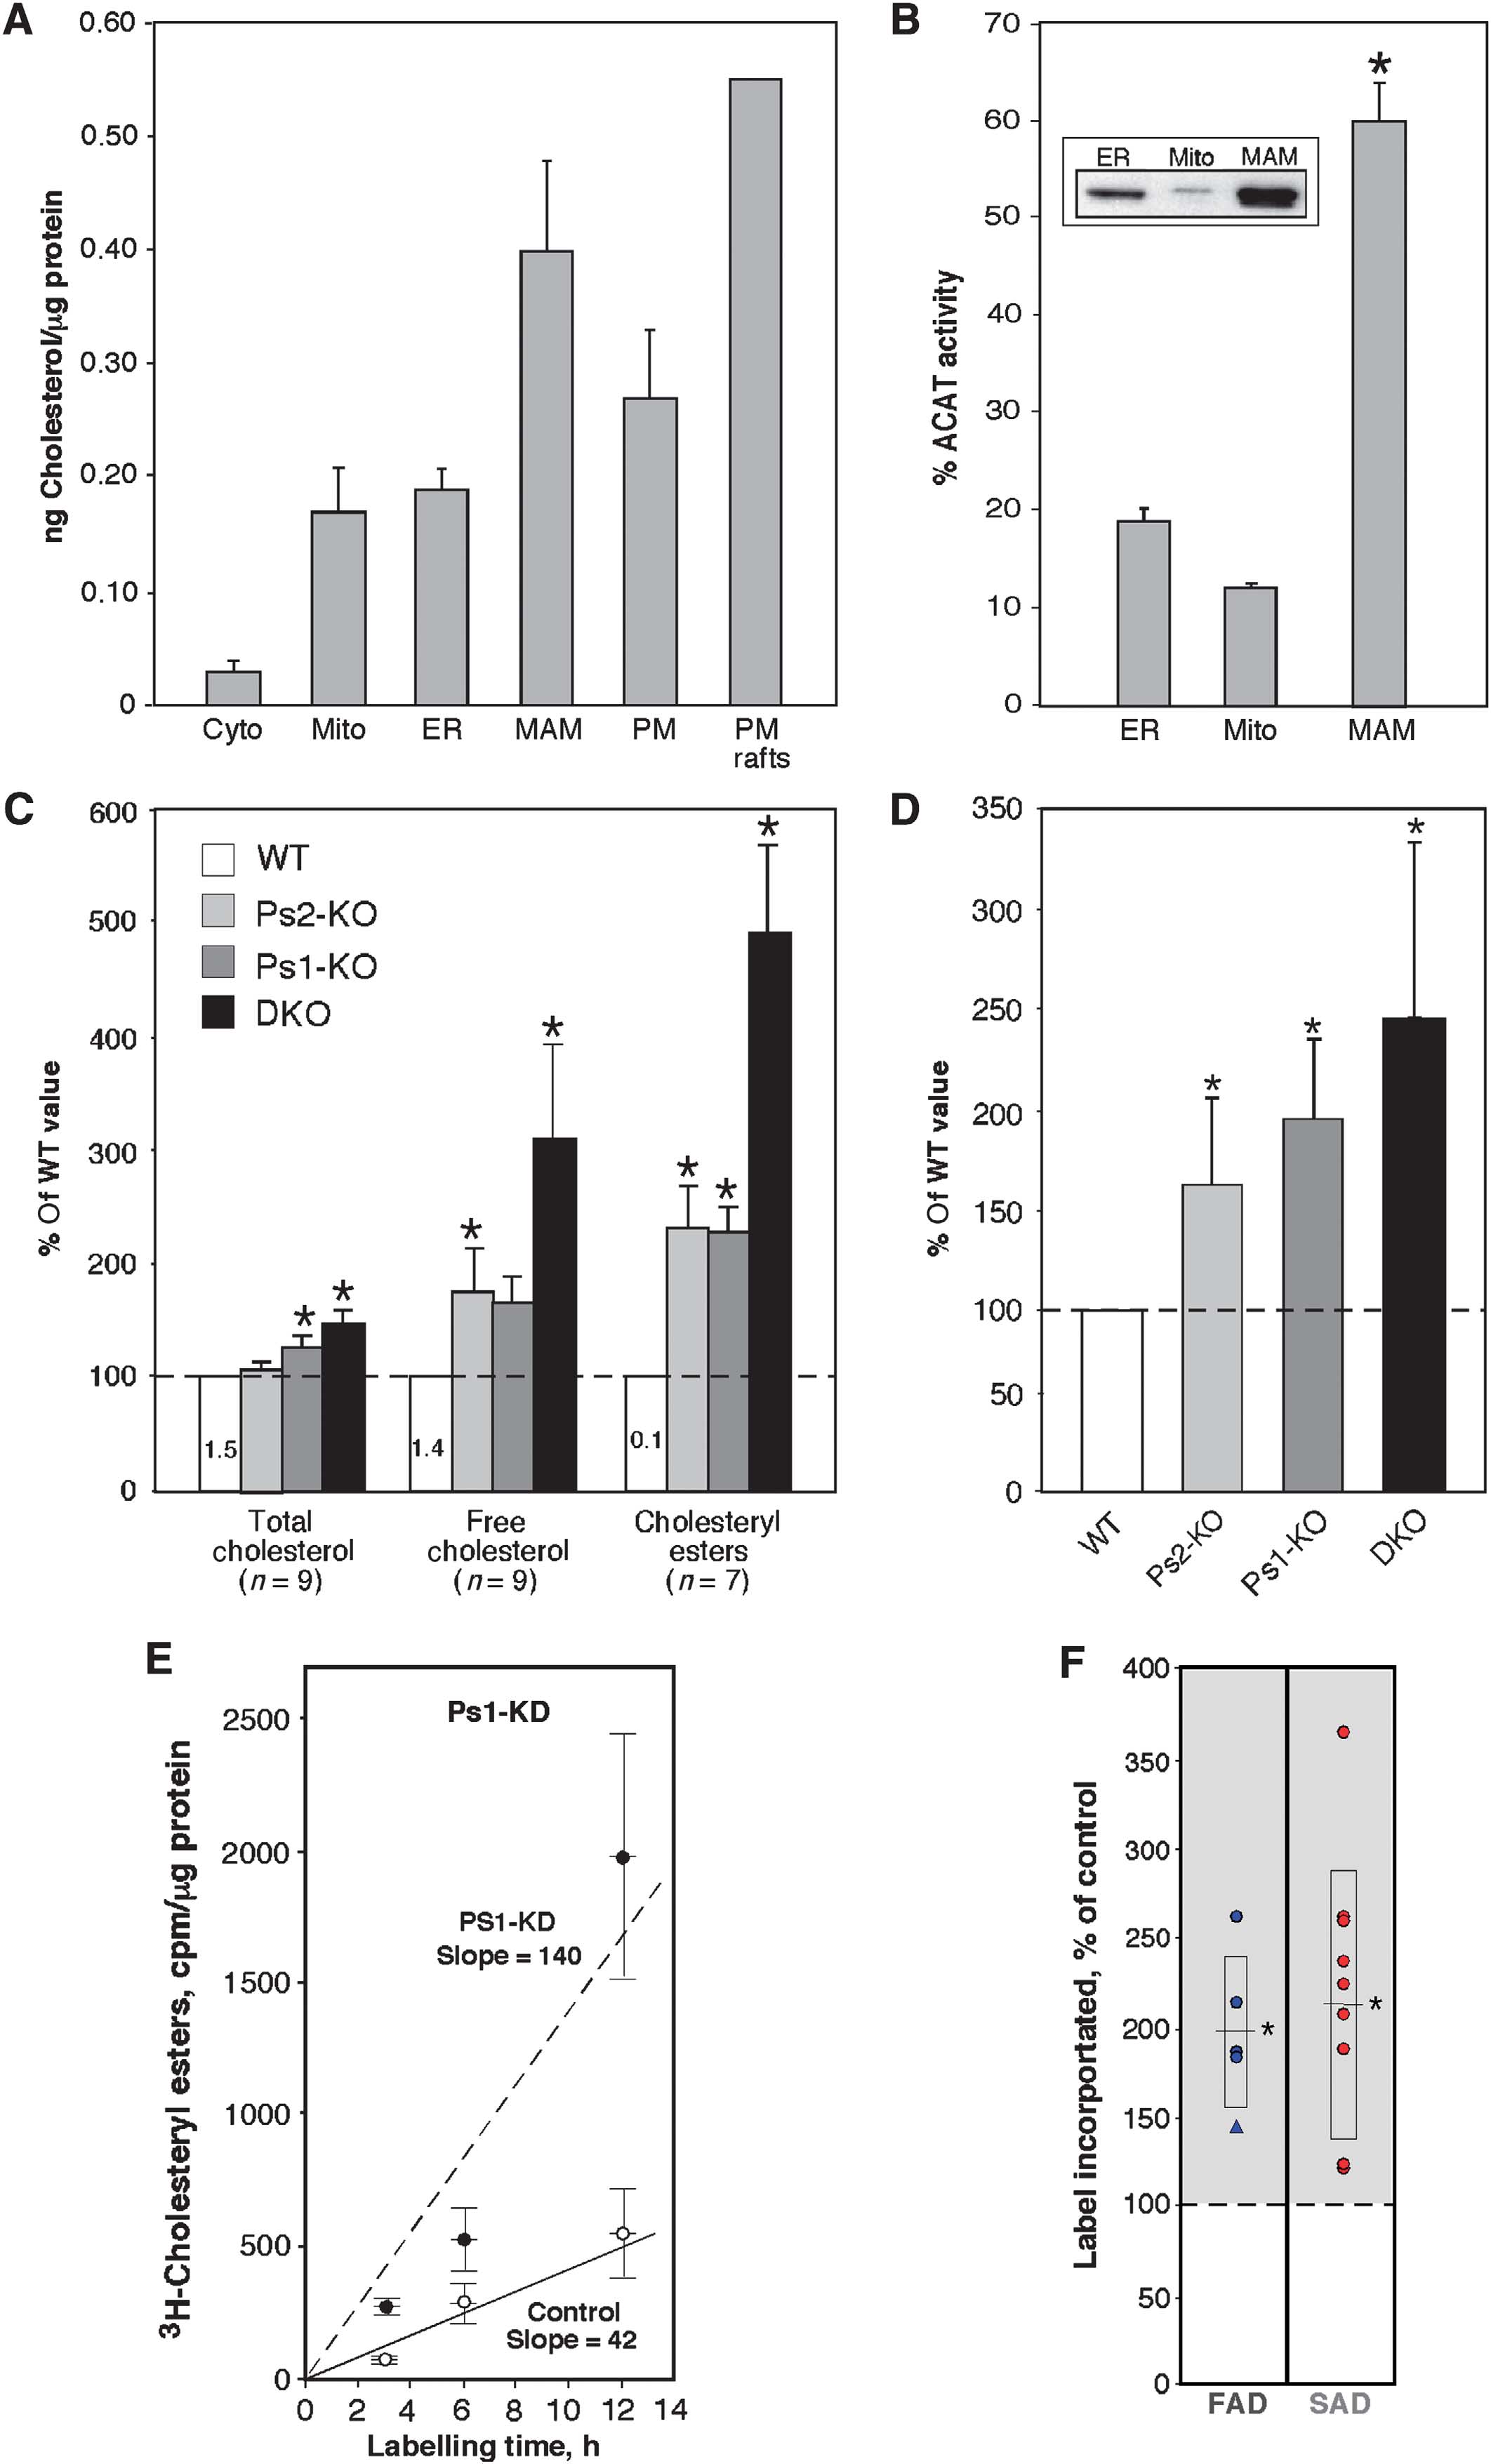 A
ng Cholesterol/µg protein
0.60
0.50
0.40
0.30
0.20
0.10
0
Cyto
Mito
ER
MAM
PM
PM
rafts
B
% ACAT activity
70
60
50
40
30
20
10
0
*
ER
Mito
MAM
ER
Mito
MAM
C
% Of WT value
600
500
400
300
200
100
0
WT
Ps2-KO
Ps1-KO
DKO
*
*
*
*
*
*
*
1.5
1.4
0.1
Total
cholesterol
(n = 9)
Free
cholesterol
(n = 9)
Cholesteryl
esters
(n = 7)
D
% Of WT value
350
300
250
200
150
100
50
0
*
*
*
WT
Ps2-KO
Ps1-KO
DKO
E
³H-Cholesteryl esters, cpm/µg protein
2500
2000
1500
1000
500
0
Ps1-KD
PS1-KD
Slope = 140
Control
Slope = 42
0
2
4
6
8
10
12
14
Labelling time, h
F
Label incorportated, % of control
400
350
300
250
200
150
100
50
0
*
*
FAD
SAD